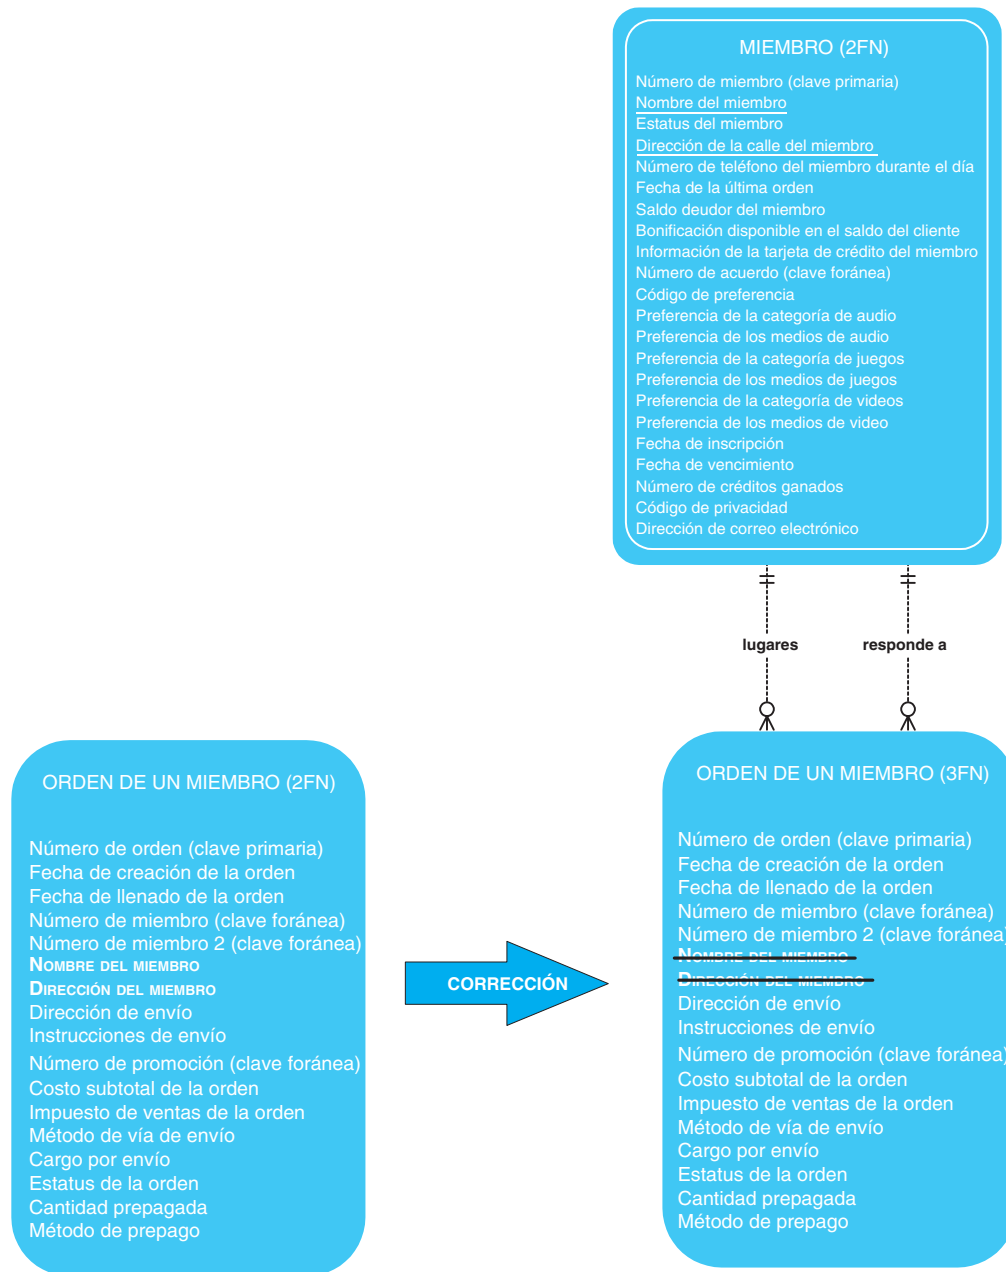 MIEMBRO (2FN)
Número de miembro (clave primaria)
Nombre del miembro
Estatus del miembro
Dirección de la calle del miembro
Número de teléfono del miembro durante el día
Fecha de la última orden
Saldo deudor del miembro
Bonificación disponible en el saldo del cliente
Información de la tarjeta de crédito del miembro
Número de acuerdo (clave foránea)
Código de preferencia
Preferencia de la categoría de audio
Preferencia de los medios de audio
Preferencia de la categoría de juegos
Preferencia de los medios de juegos
Preferencia de la categoría de videos
Preferencia de los medios de video
Fecha de inscripción
Fecha de vencimiento
Número de créditos ganados
Código de privacidad
Dirección de correo electrónico
lugares
responde a
ORDEN DE UN MIEMBRO (2FN)
Número de orden (clave primaria)
Fecha de creación de la orden
Fecha de llenado de la orden
Número de miembro (clave foránea)
Número de miembro 2 (clave foránea)
NOMBRE DEL MIEMBRO
DIRECCIÓN DEL MIEMBRO
Dirección de envío
Instrucciones de envío
Número de promoción (clave foránea)
Costo subtotal de la orden
Impuesto de ventas de la orden
Método de vía de envío
Cargo por envío
Estatus de la orden
Cantidad prepagada
Método de prepago
CORRECCIÓN
ORDEN DE UN MIEMBRO (3FN)
Número de orden (clave primaria)
Fecha de creación de la orden
Fecha de llenado de la orden
Número de miembro (clave foránea)
Número de miembro 2 (clave foránea)
NOMBRE DEL MIEMBRO
DIRECCIÓN DEL MIEMBRO
Dirección de envío
Instrucciones de envío
Número de promoción (clave foránea)
Costo subtotal de la orden
Impuesto de ventas de la orden
Método de vía de envío
Cargo por envío
Estatus de la orden
Cantidad prepagada
Método de prepago